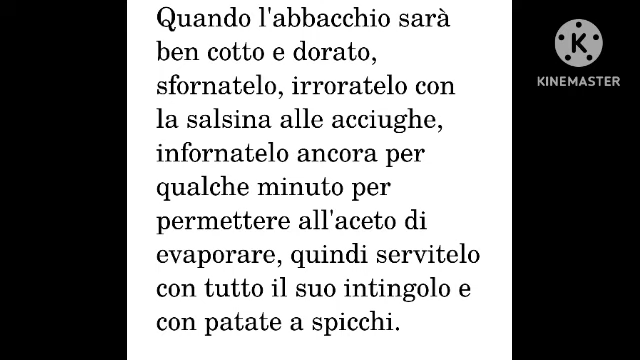 Quando l'abbacchio sarà
ben cotto e dorato,
sfornatelo, irroratelo con
la salsina alle acciughe,
infornatelo ancora per
qualche minuto per
permettere all'aceto di
evaporare, quindi servitelo
con tutto il suo intingolo e
con patate a spicchi.
K
KINEMASTER